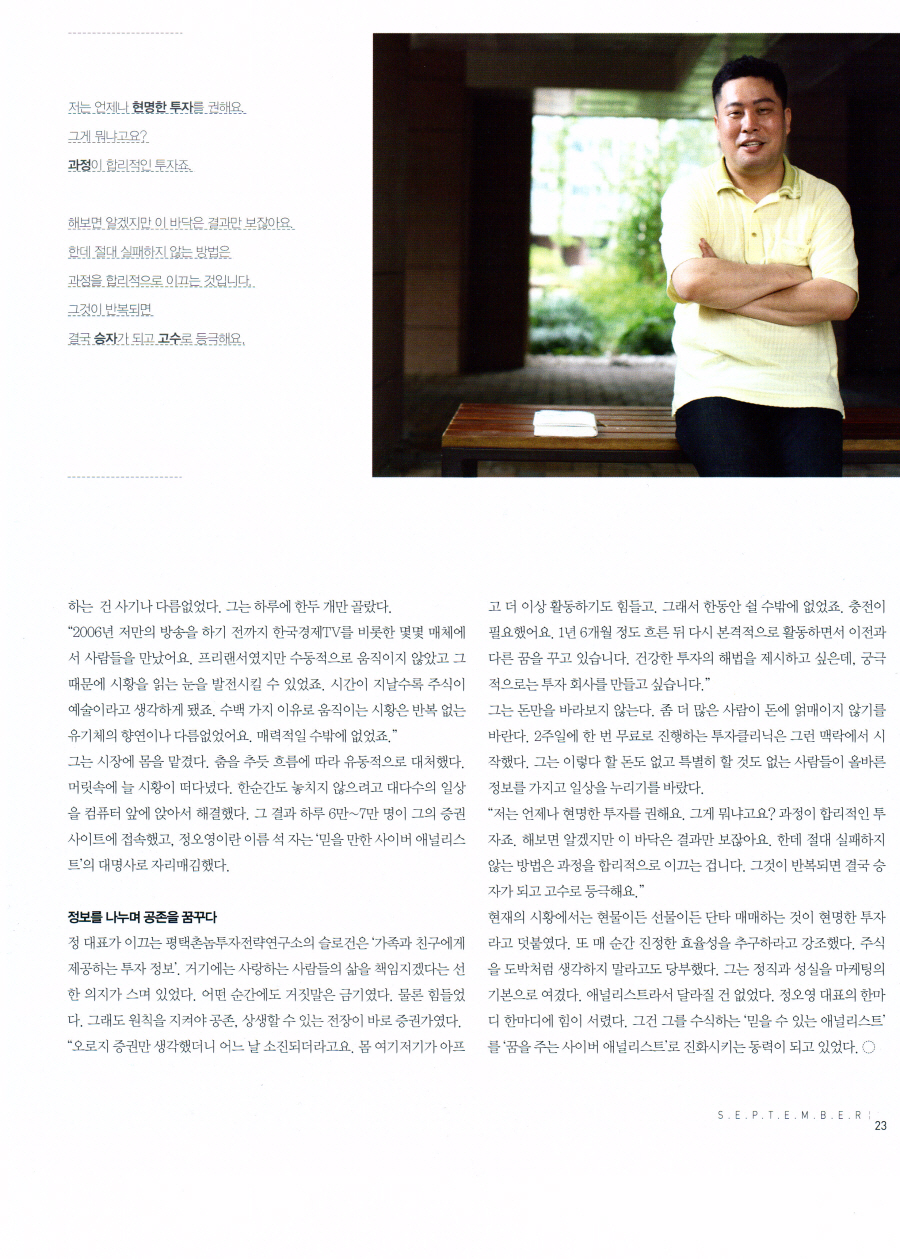 저는 언제나 현명한 투자를 권해요.
그게 뭐냐고요?
과정이 합리적인 투자죠.
해보면 알겠지만 이 바닥은 결과만 보잖아요.
한데 절대 실패하지 않는 방법은
과정을 합리적으로 이끄는 것입니다.
그것이 반복되면
결국 승자가 되고 고수로 등극해요.
하는 건 사기나 다름없었다. 그는 하루에 한두 개만 골랐다.
“2006년 저만의 방송을 하기 전까지 한국경제TV를 비롯한 몇몇 매체에
서 사람들을 만났어요. 프리랜서였지만 수동적으로 움직이지 않았고 그
때문에 시황을 읽는 눈을 발전시킬 수 있었죠. 시간이 지날수록 주식이
예술이라고 생각하게 됐죠. 수백 가지 이유로 움직이는 시황은 반복 없는
유기체의 향연이나 다름없었어요. 매력적일 수밖에 없었죠.”
그는 시장에 몸을 맡겼다. 춤을 추듯 흐름에 따라 유동적으로 대처했다.
머릿속에 늘 시황이 떠다녔다. 한순간도 놓치지 않으려고 대다수의 일상
을 컴퓨터 앞에 앉아서 해결했다. 그 결과 하루 6만~7만 명이 그의 증권
사이트에 접속했고, 정오영이란 이름 석 자는 ‘믿을 만한 사이버 애널리스
트’의 대명사로 자리매김했다.
정보를 나누며 공존을 꿈꾸다
정 대표가 이끄는 평택촌놈투자전략연구소의 슬로건은 ‘가족과 친구에게
제공하는 투자 정보’. 거기에는 사랑하는 사람들의 삶을 책임지겠다는 선
한 의지가 스며 있었다. 어떤 순간에도 거짓말은 금기였다. 물론 힘들었
다. 그래도 원칙을 지켜야 공존, 상생할 수 있는 전장이 바로 증권가였다.
“오로지 증권만 생각했더니 어느 날 소진되더라고요. 몸 여기저기가 아프
고 더 이상 활동하기도 힘들고. 그래서 한동안 쉴 수밖에 없었죠. 충전이
필요했어요. 1년 6개월 정도 흐른 뒤 다시 본격적으로 활동하면서 이전과
다른 꿈을 꾸고 있습니다. 건강한 투자의 해법을 제시하고 싶은데, 궁극
적으로는 투자 회사를 만들고 싶습니다.”
그는 돈만을 바라보지 않는다. 좀 더 많은 사람이 돈에 얽매이지 않기를
바란다. 2주일에 한 번 무료로 진행하는 투자클리닉은 그런 맥락에서 시
작했다. 그는 이렇다 할 돈도 없고 특별히 할 것도 없는 사람들이 올바른
정보를 가지고 일상을 누리기를 바랐다.
“저는 언제나 현명한 투자를 권해요. 그게 뭐냐고요? 과정이 합리적인 투
자죠. 해보면 알겠지만 이 바닥은 결과만 보잖아요. 한데 절대 실패하지
않는 방법은 과정을 합리적으로 이끄는 겁니다. 그것이 반복되면 결국 승
자가 되고 고수로 등극해요.”
현재의 시황에서는 현물이든 선물이든 단타 매매하는 것이 현명한 투자
라고 덧붙였다. 또 매 순간 진정한 효율성을 추구하라고 강조했다. 주식
을 도박처럼 생각하지 말라고도 당부했다. 그는 정직과 성실을 마케팅의
기본으로 여겼다. 애널리스트라서 달라질 건 없었다. 정오영 대표의 한마
디 한마디에 힘이 서렸다. 그건 그를 수식하는 ‘믿을 수 있는 애널리스트’
를 ‘꿈을 주는 사이버 애널리스트’로 진화시키는 동력이 되고 있었다.
S.E.P.T.E.M.B.E.R
23